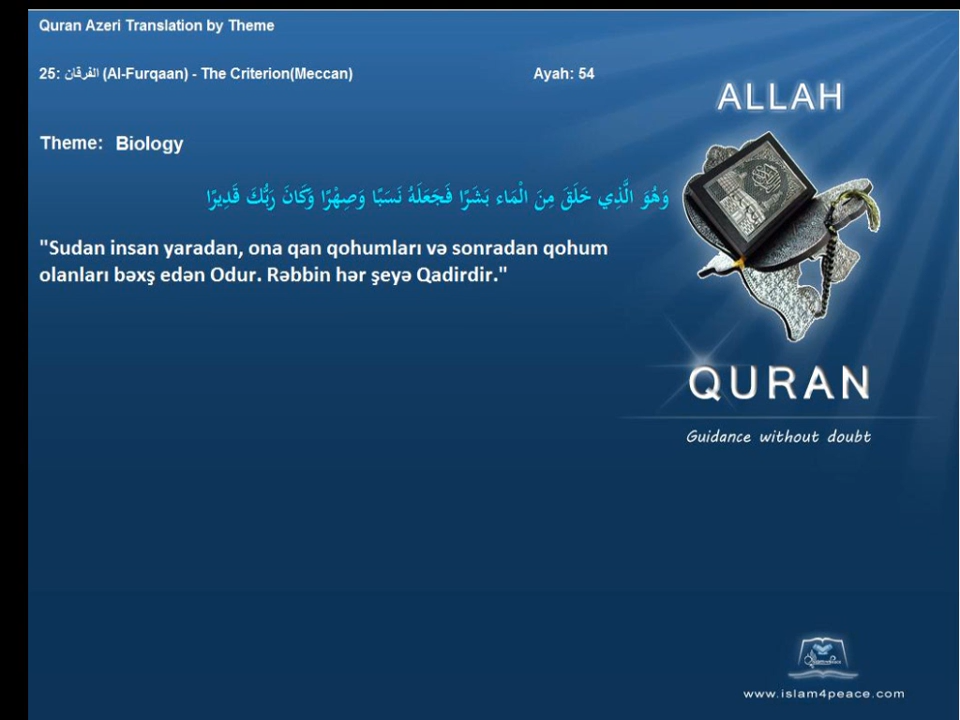 Quran Azeri Translation by Theme
25: الفرقان (Al-Furqaan) - The Criterion(Meccan) Ayah: 54
Theme: Biology
وَهُوَ الَّذِي خَلَقَ مِنَ الْمَاء بَشَرًا فَجَعَلَهُ نَسَبًا وَصِهْرًا وَكَانَ رَبُّكَ قَدِيرًا
"Sudan insan yaradan, ona qan qohumları və sonradan qohum
olanları bəxş edən Odur. Rəbbin hər şeyə Qadirdir."
ALLAH
QURAN
Guidance without doubt
www.islam4peace.com